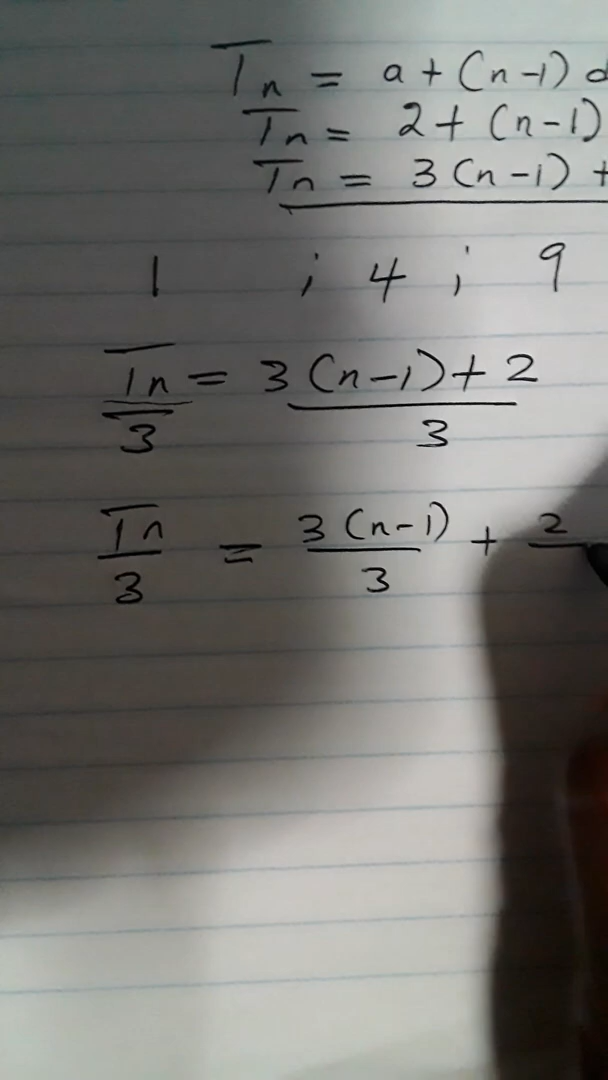 Tn = a + (n-1) d
Tn = 2 + (n-1)
Tn = 3 (n-1) +
1 ; 4 ; 9
Tn/3 = 3 (n-1) + 2/3
Tn/3 = 3 (n-1)/3 + 2